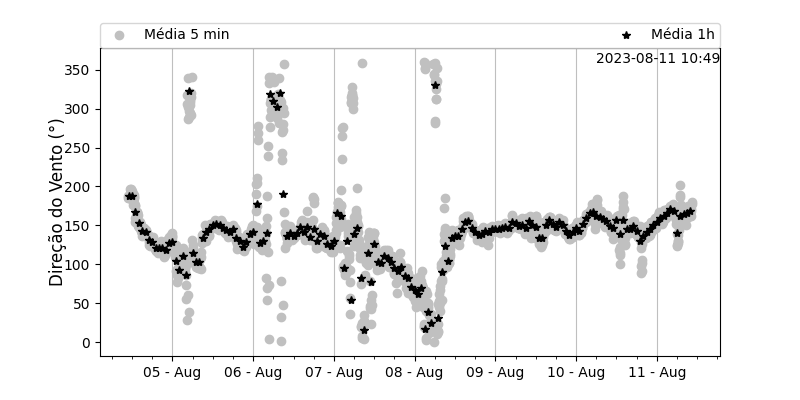 Média 5 min
Média 1h
2023-08-11 10:49
Direção do Vento (°)
350
300
250
200
150
100
50
0
05 - Aug
06 - Aug
07 - Aug
08 - Aug
09 - Aug
10 - Aug
11 - Aug